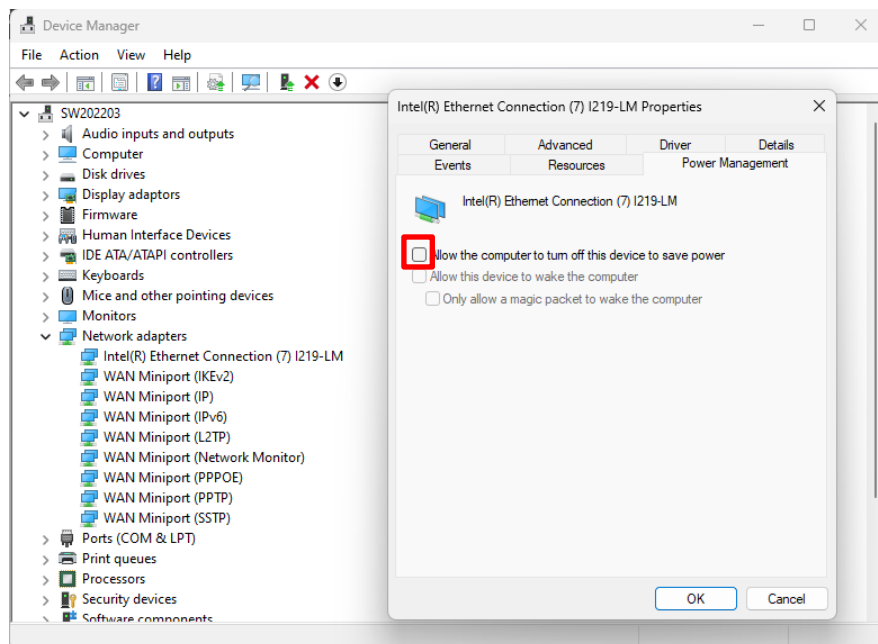 Device Manager
File Action View Help
SW202203
Audio inputs and outputs
Computer
Disk drives
Display adaptors
Firmware
Human Interface Devices
IDE ATA/ATAPI controllers
Keyboards
Mice and other pointing devices
Monitors
Network adapters
Intel(R) Ethernet Connection (7) I219-LM
WAN Miniport (IKEv2)
WAN Miniport (IP)
WAN Miniport (IPv6)
WAN Miniport (L2TP)
WAN Miniport (Network Monitor)
WAN Miniport (PPPOE)
WAN Miniport (PPTP)
WAN Miniport (SSTP)
Ports (COM & LPT)
Print queues
Processors
Security devices
Software components
Intel(R) Ethernet Connection (7) I219-LM Properties
General Advanced Driver Details
Events Resources Power Management
Intel(R) Ethernet Connection (7) I219-LM
Allow the computer to turn off this device to save power
Allow this device to wake the computer
Only allow a magic packet to wake the computer
OK Cancel